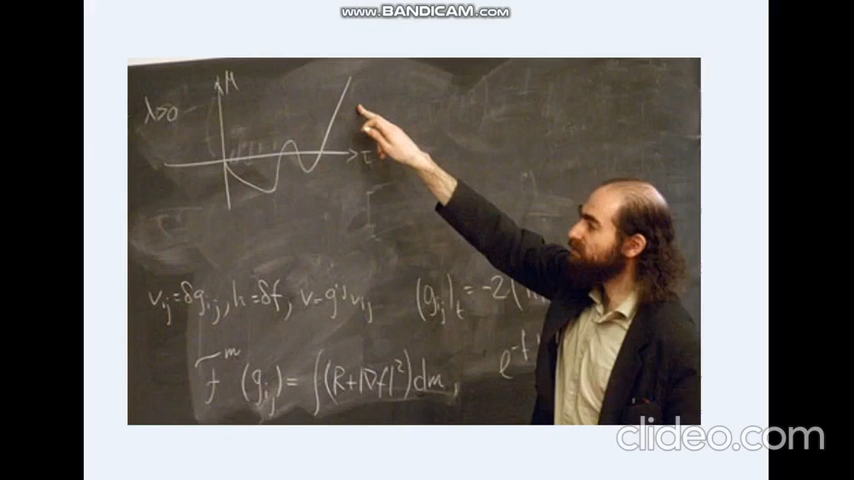 WWW.BANDICAM.COM
μ
λ>0
τ
v_ij = δg_ij, h = δf, v = g^ij v_ij
(g_ij)_t = -2(
F^m (g_ij) = ∫(R+|∇f|^2)dm,
e^-f
clideo.com